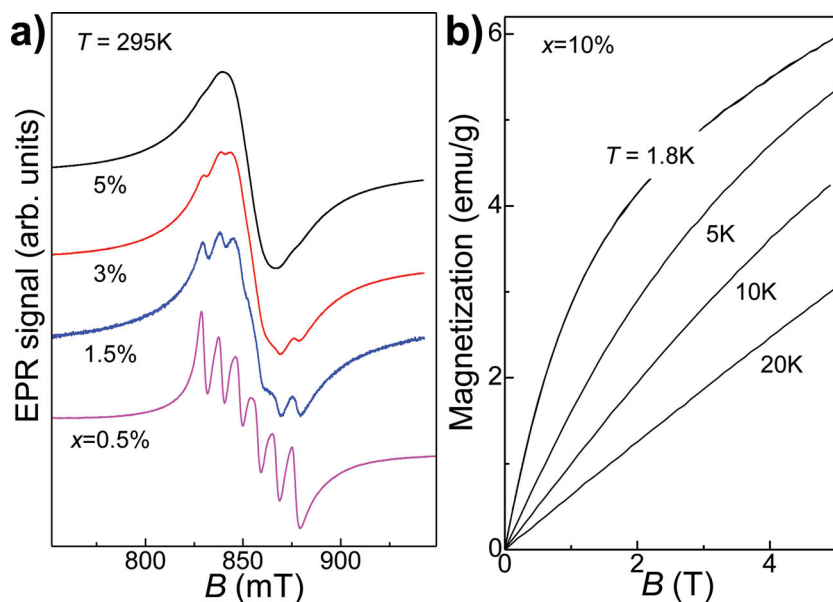 a)
T = 295K
EPR signal (arb. units)
5%
3%
1.5%
x=0.5%
800
850
900
B (mT)
b)
x=10%
Magnetization (emu/g)
6
4
2
0
T = 1.8K
5K
10K
20K
0
2
4
B (T)